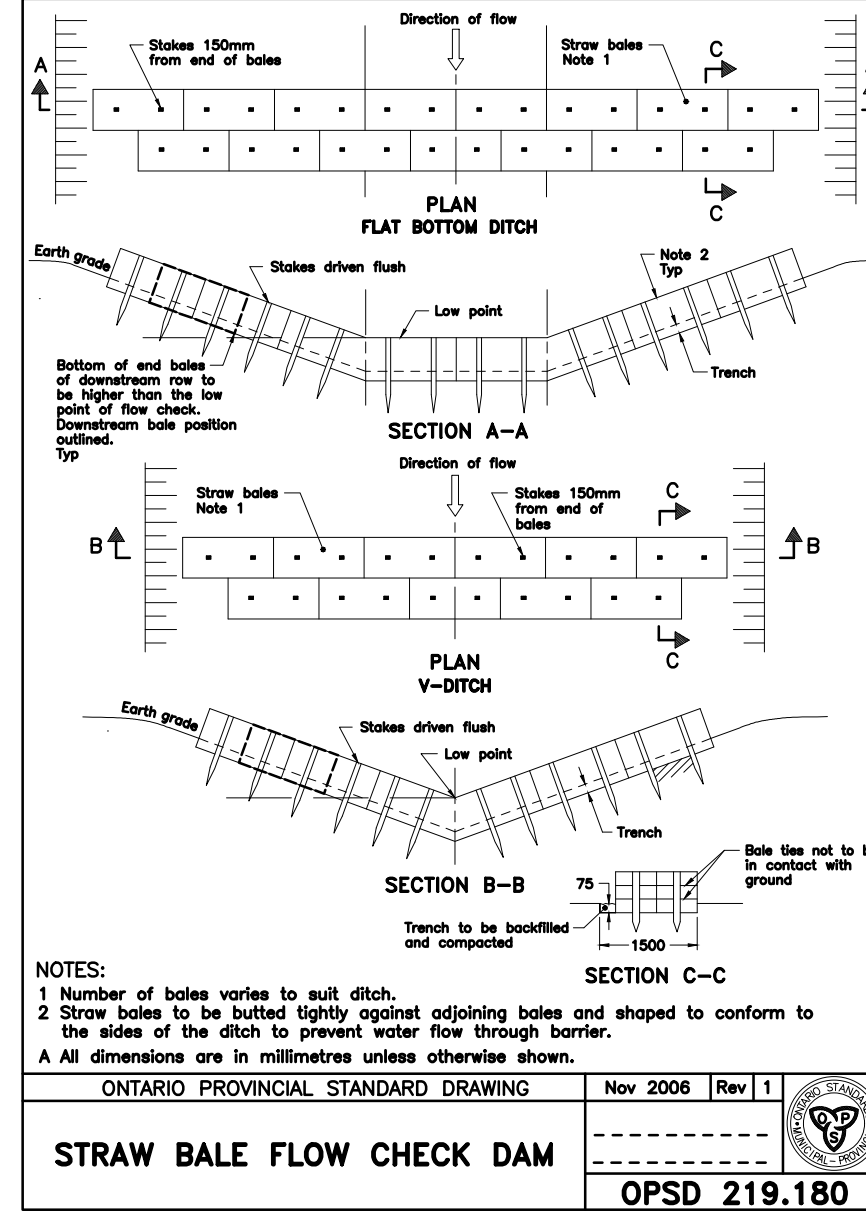 Direction of flow
Stakes 150mm
from end of bales
Straw bales
Note 1
C
A
C
PLAN
FLAT BOTTOM DITCH
Earth grade
Stakes driven flush
Note 2
Typ
Low point
Trench
Bottom of end bales
of downstream row to
be higher than the low
point of flow check.
Downstream bale position
outlined.
Typ
SECTION A-A
Direction of flow
Straw bales
Note 1
Stakes 150mm
from end of
bales
C
B
B
C
PLAN
V-DITCH
Earth grade
Stakes driven flush
Low point
Trench
SECTION B-B
75
Bale ties not to b
in contact with
ground
Trench to be backfilled
and compacted
1500
SECTION C-C
NOTES:
1 Number of bales varies to suit ditch.
2 Straw bales to be butted tightly against adjoining bales and shaped to conform to
the sides of the ditch to prevent water flow through barrier.
A All dimensions are in millimetres unless otherwise shown.
ONTARIO PROVINCIAL STANDARD DRAWING
Nov 2006
Rev 1
STRAW BALE FLOW CHECK DAM
OPS
OPSD 219.180